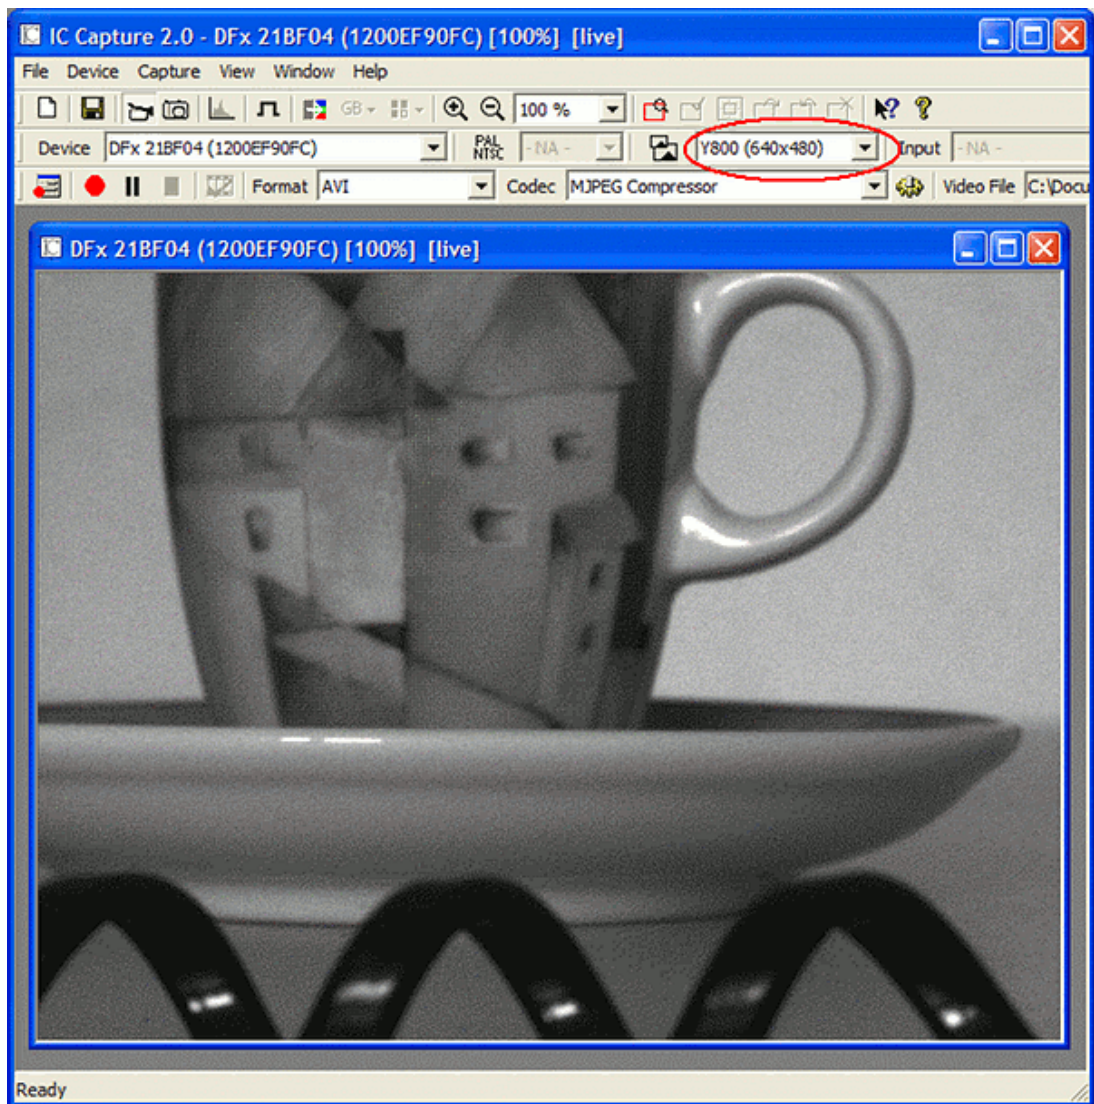 IC Capture 2.0 - DFx 21BF04 (1200EF90FC) [100%] [live]
File Device Capture View Window Help
GB 100 %
Device DFx 21BF04 (1200EF90FC) PAL NTSC - NA - Y800 (640x480) Input - NA -
Format AVI Codec MJPEG Compressor Video File C:\Docu
DFx 21BF04 (1200EF90FC) [100%] [live]
Ready